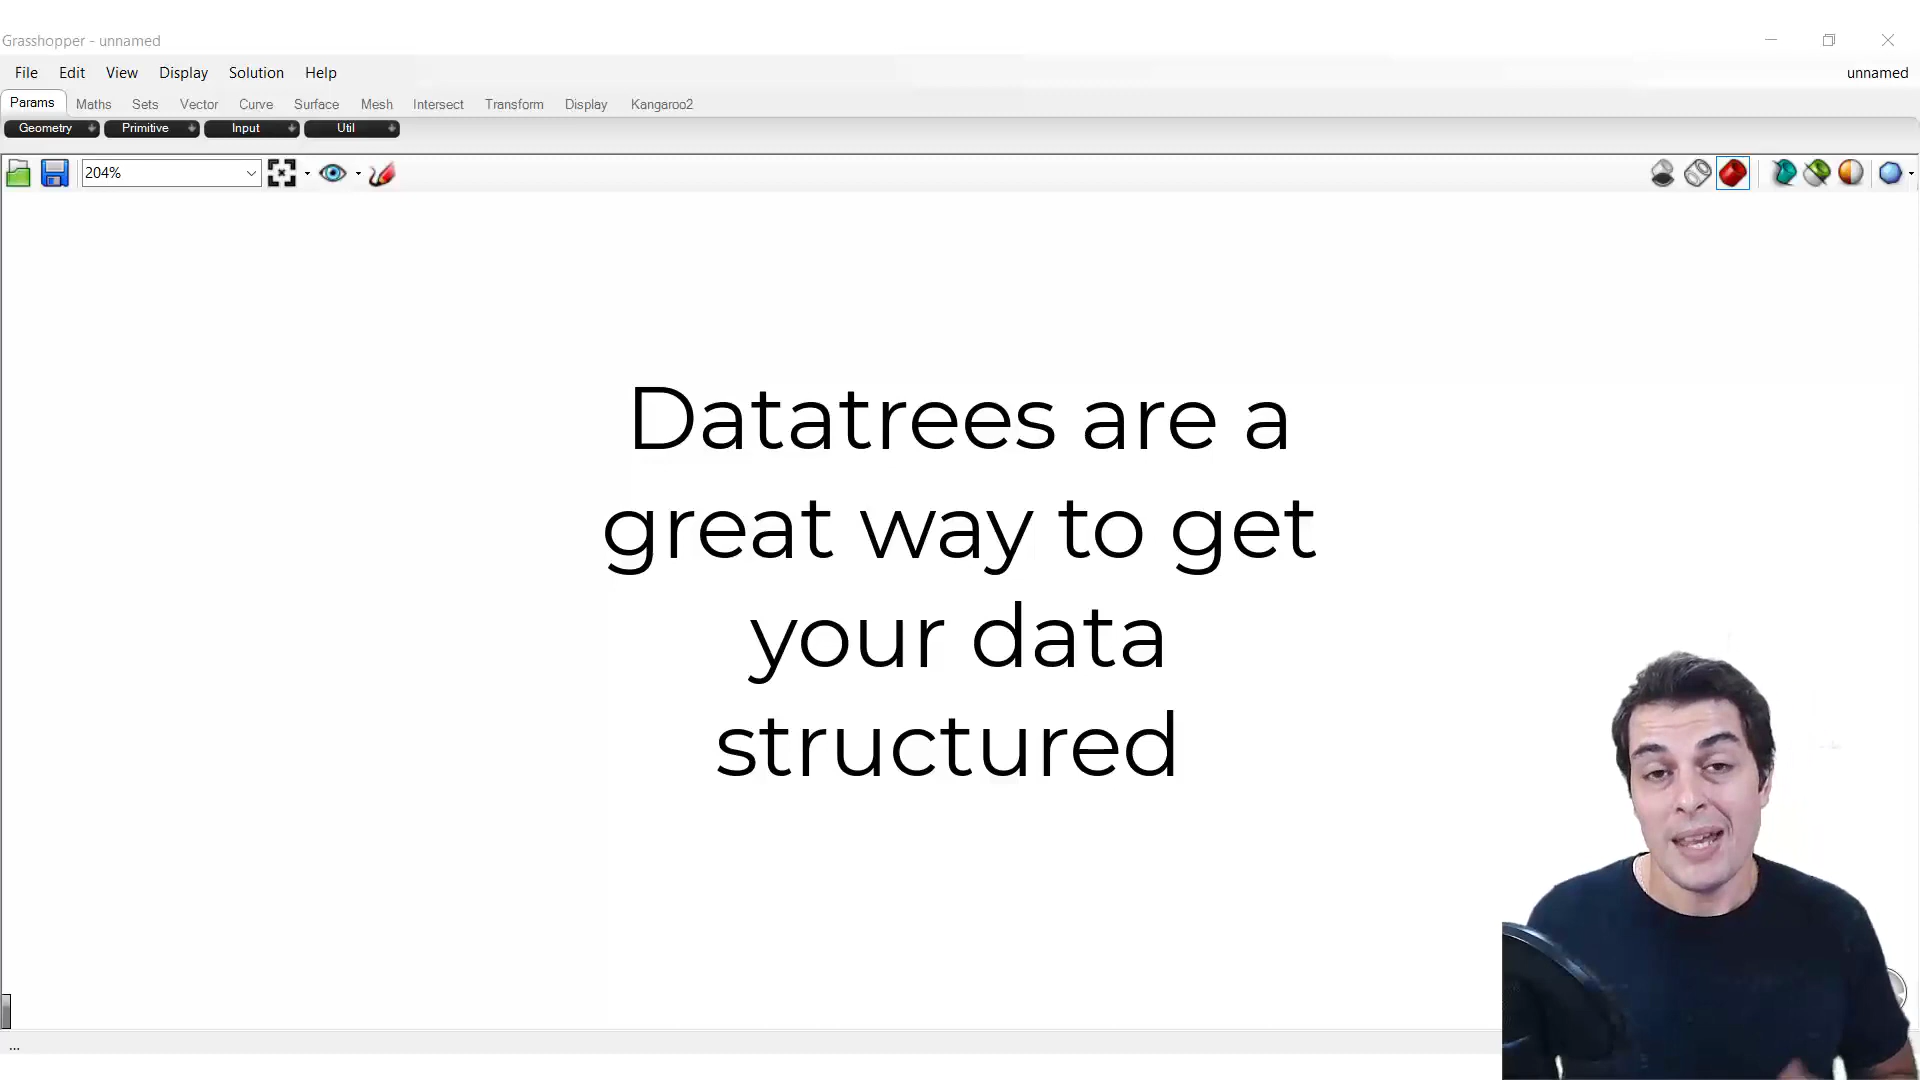 Grasshopper - unnamed
File Edit View Display Solution Help unnamed
Params Maths Sets Vector Curve Surface Mesh Intersect Transform Display Kangaroo2
Geometry Primitive Input Util
204%
Datatrees are a
great way to get
your data
structured
...